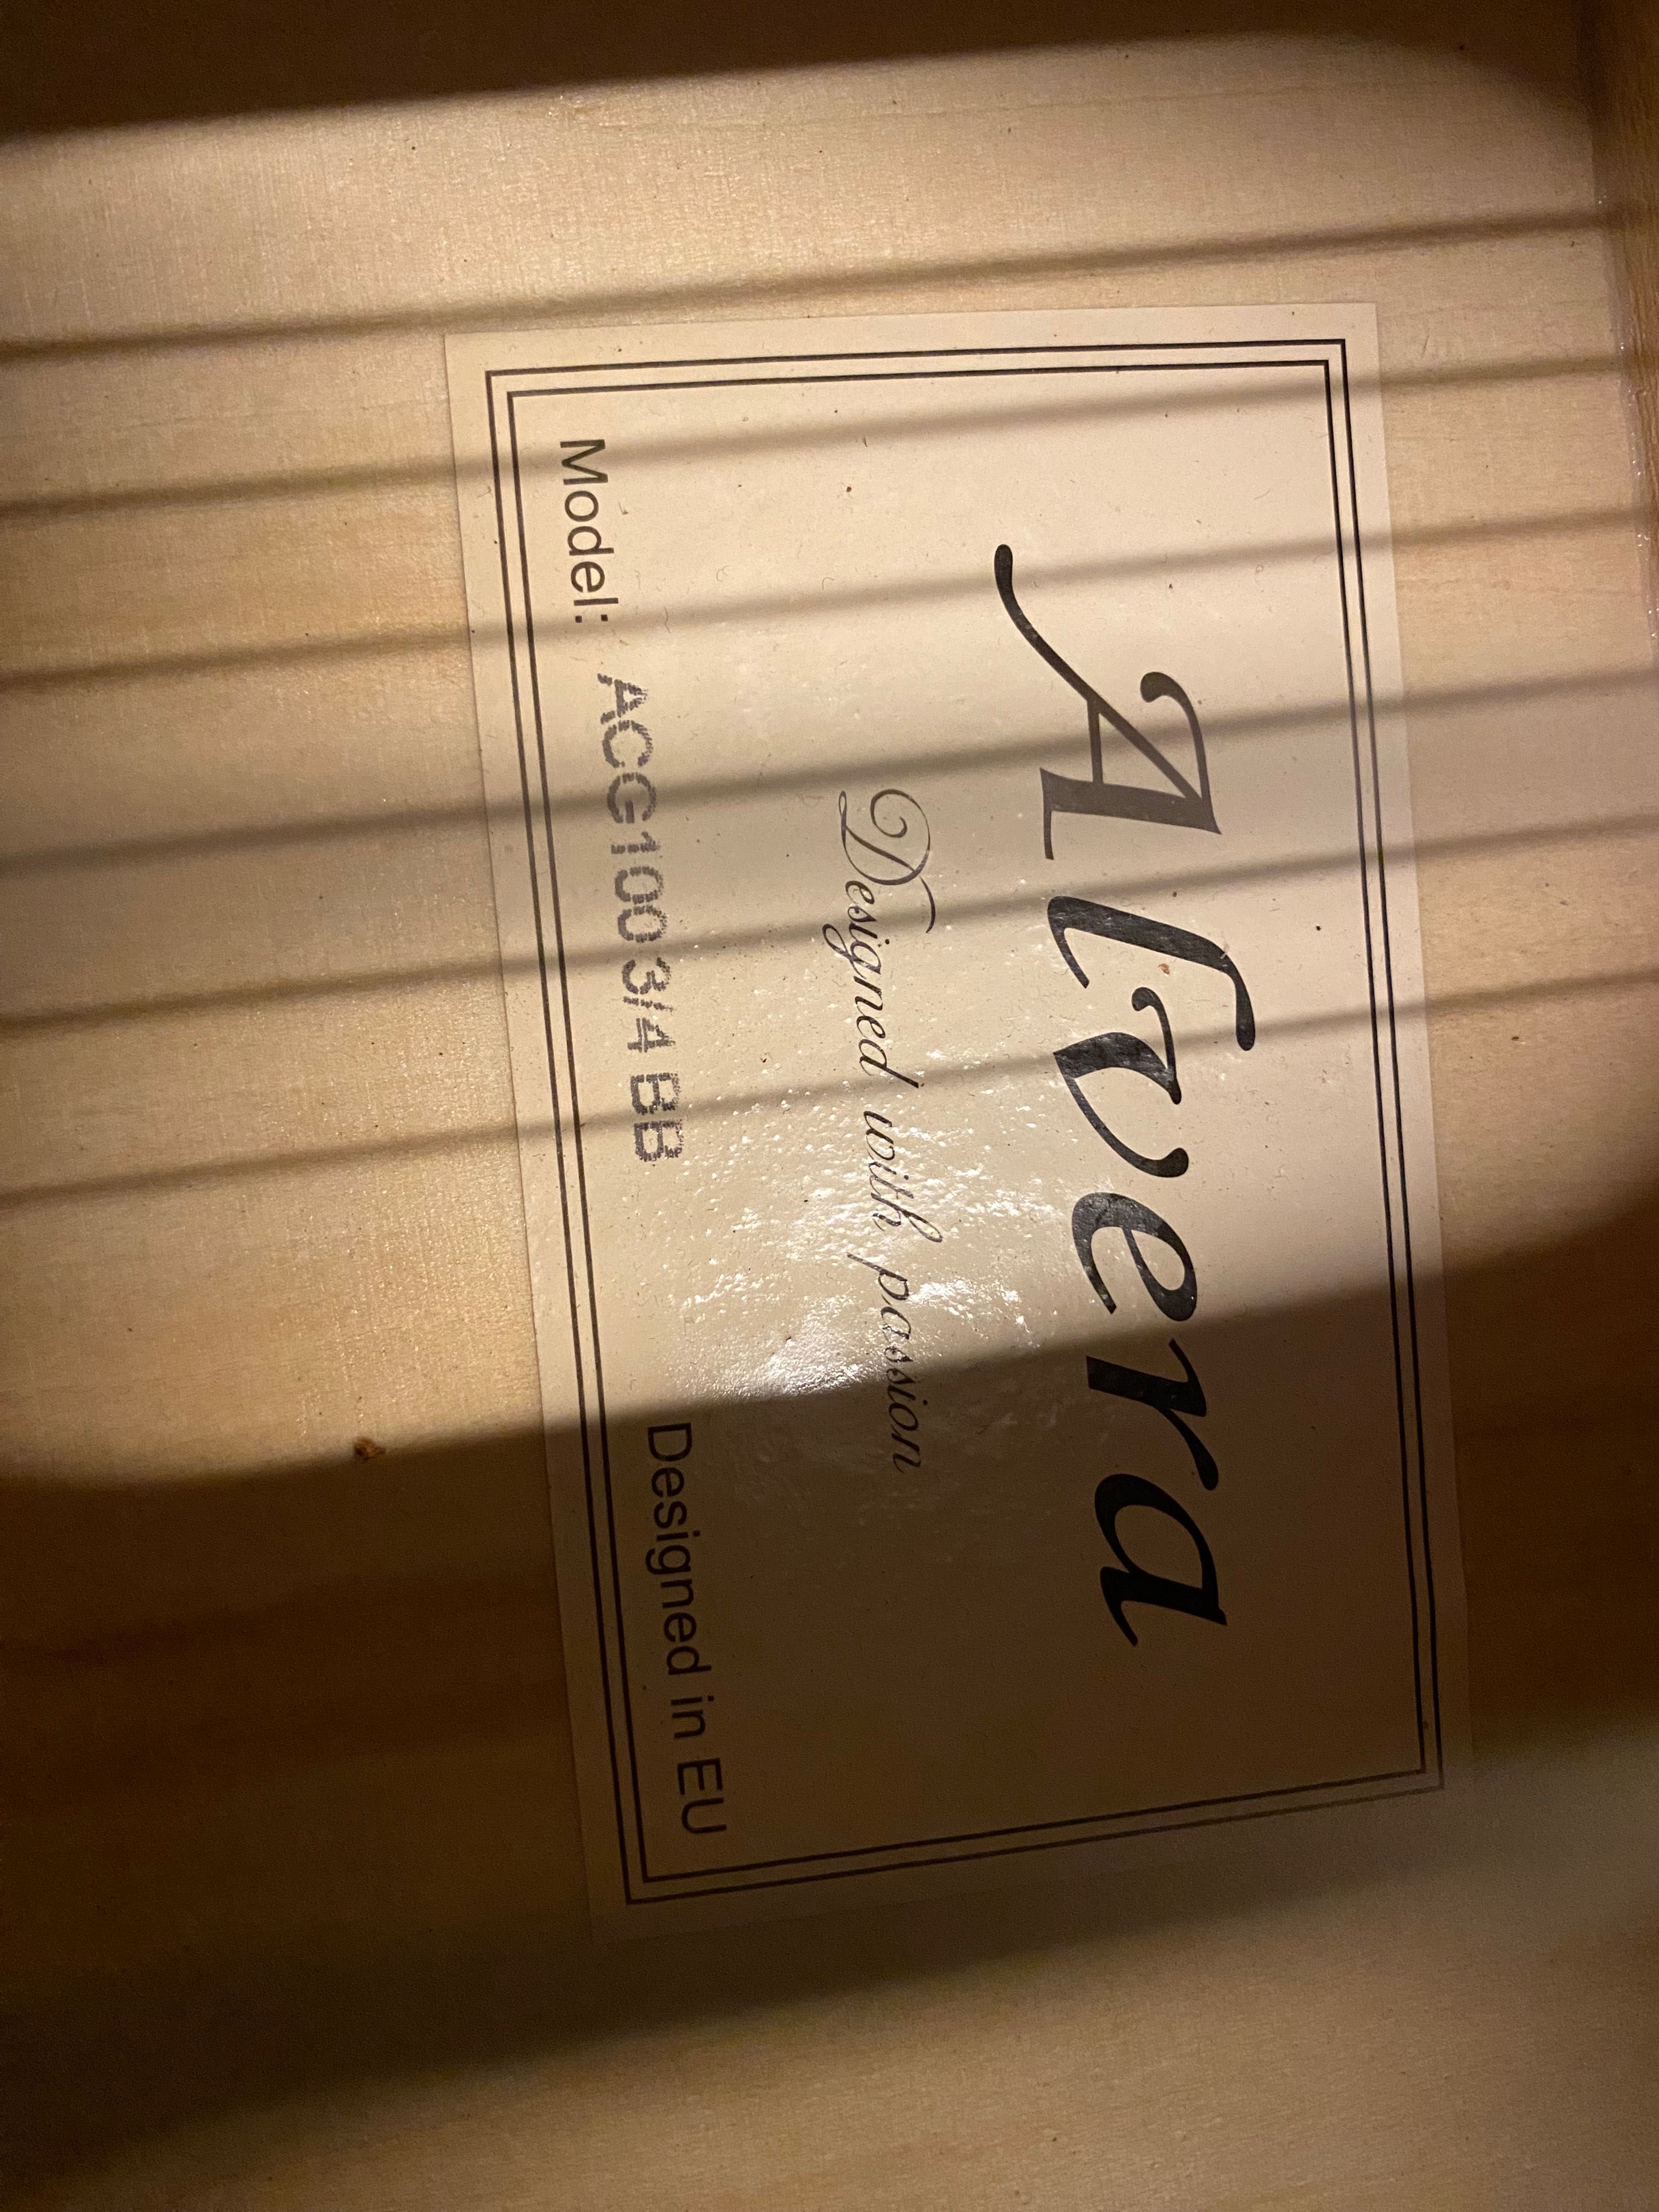 Alvera
Designed with passion
Model: ACG100 3/4 BB Designed in EU